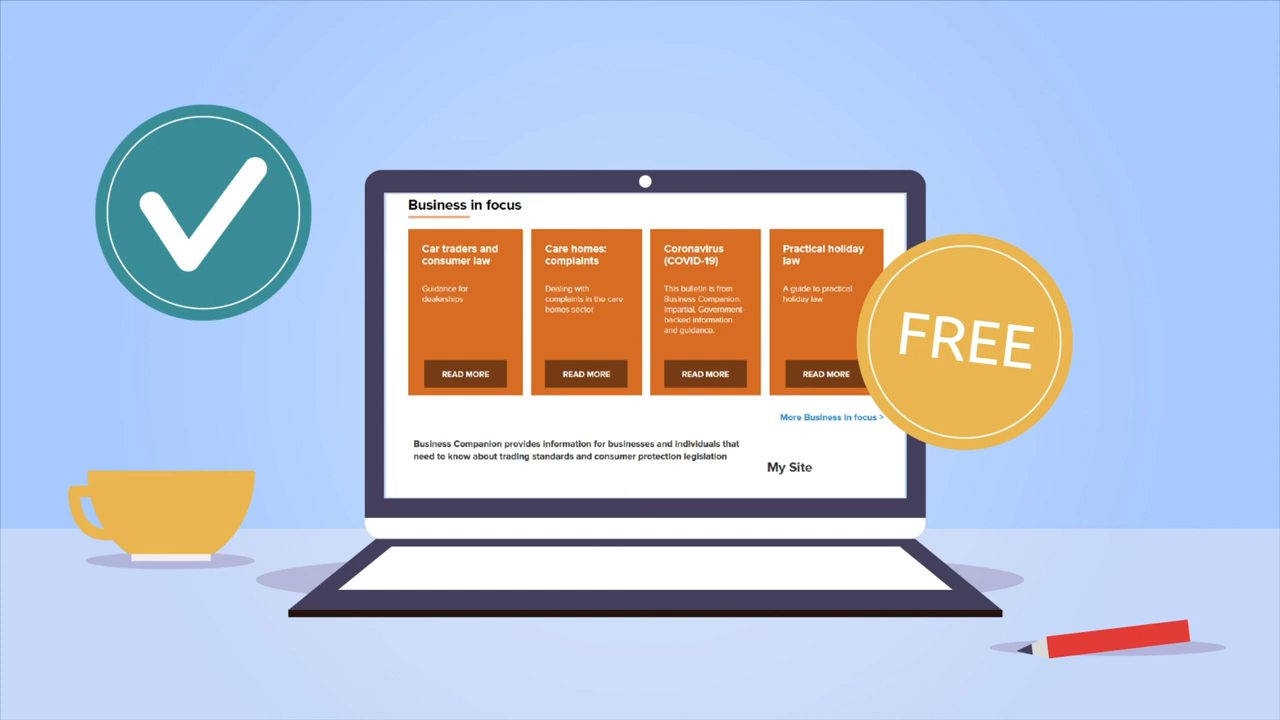 Business in focus
Car traders and
consumer law
Guidance for
dealerships
READ MORE
Care homes:
complaints
Dealing with
complaints in the care
homes sector
READ MORE
Coronavirus
(COVID-19)
This bulletin is from
Business Companion.
Impartial, Government-
backed information
and guidance.
READ MORE
Practical holiday
law
A guide to practical
holiday law
READ MORE
FREE
More Business in focus >
Business Companion provides information for businesses and individuals that
need to know about trading standards and consumer protection legislation
My Site